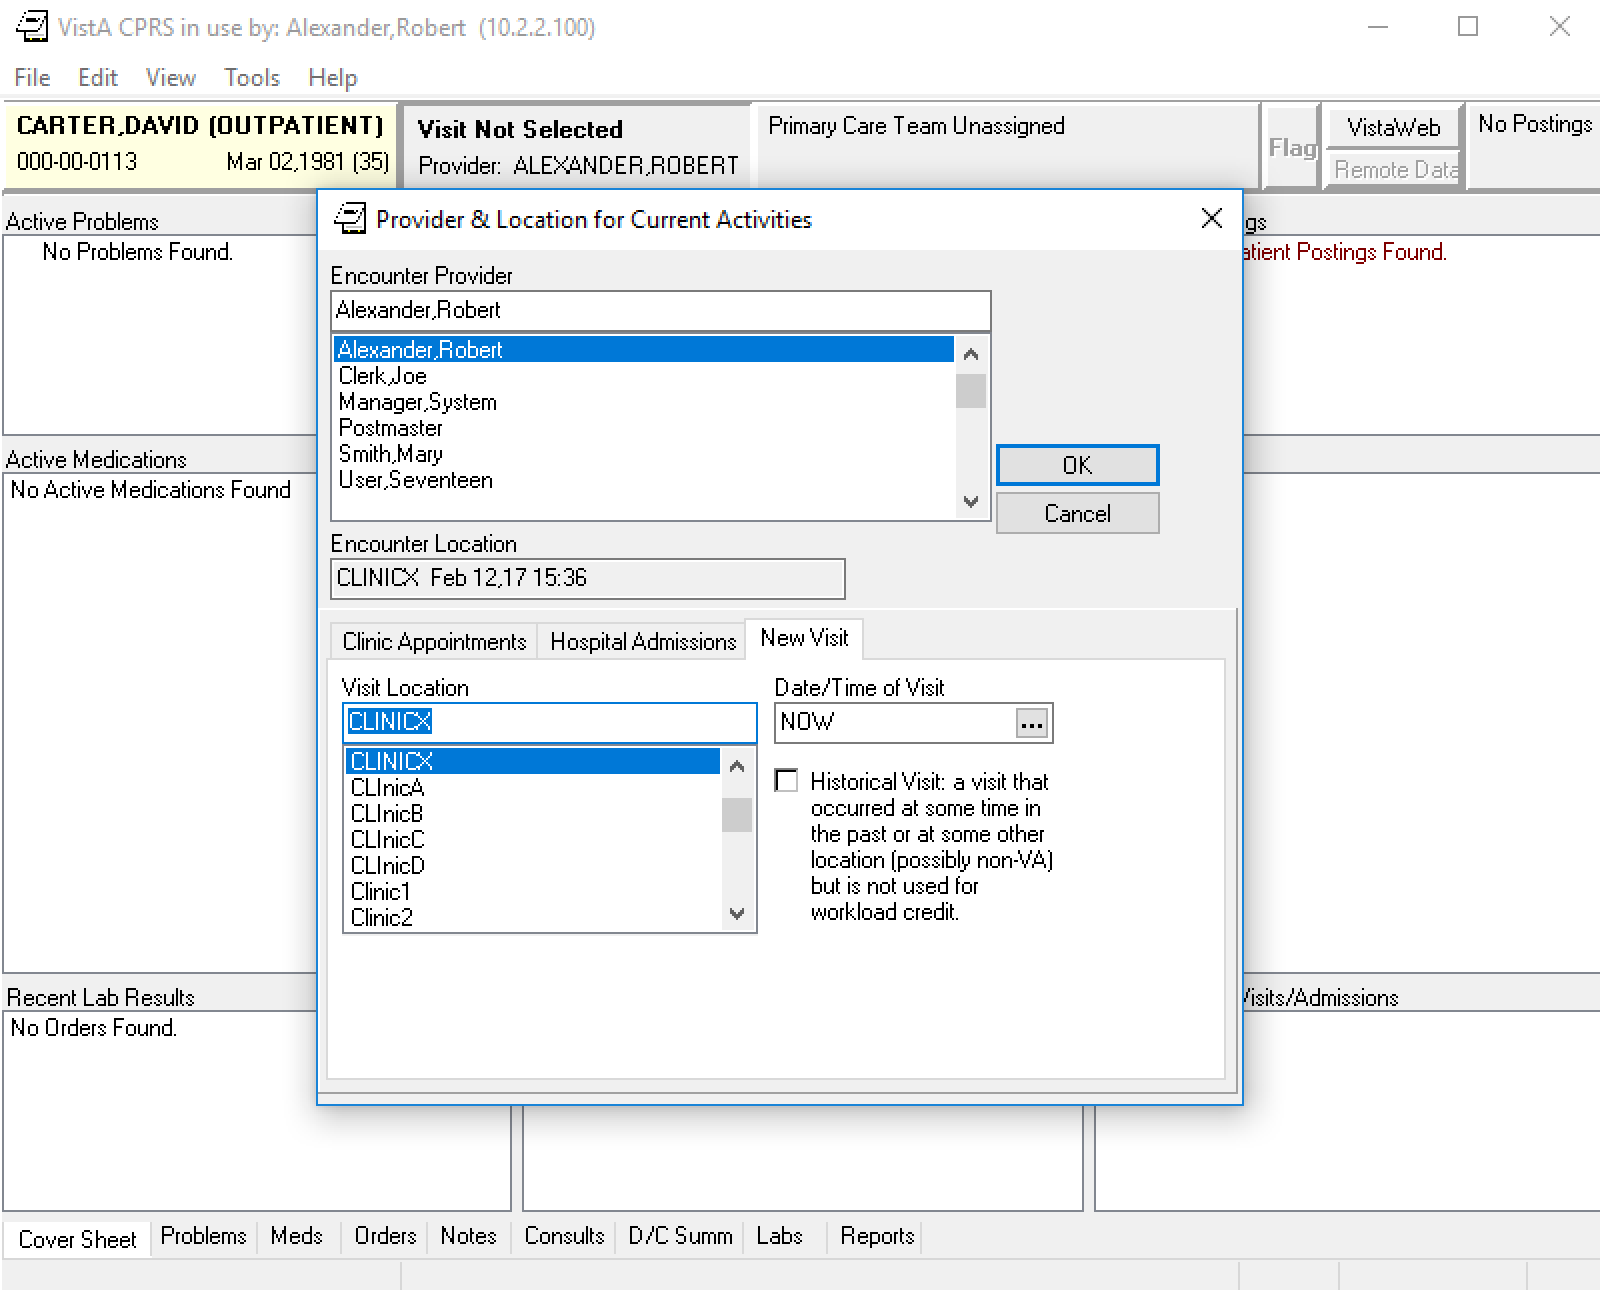 VistA CPRS in use by: Alexander,Robert (10.2.2.100)
File Edit View Tools Help
CARTER,DAVID (OUTPATIENT)
000-00-0113 Mar 02,1981 (35)
Visit Not Selected
Provider: ALEXANDER,ROBERT
Primary Care Team Unassigned
Flag
VistaWeb
Remote Data
No Postings
Active Problems
No Problems Found.
gs
atient Postings Found.
Active Medications
No Active Medications Found
Recent Lab Results
No Orders Found.
Visits/Admissions
Provider & Location for Current Activities
Encounter Provider
Alexander,Robert
Alexander,Robert
Clerk,Joe
Manager,System
Postmaster
Smith,Mary
User,Seventeen
OK
Cancel
Encounter Location
CLINICX Feb 12,17 15:36
Clinic Appointments Hospital Admissions New Visit
Visit Location
CLINICX
CLINICX
CLInicA
CLInicB
CLInicC
CLInicD
Clinic1
Clinic2
Date/Time of Visit
NOW ...
Historical Visit: a visit that
occurred at some time in
the past or at some other
location (possibly non-VA)
but is not used for
workload credit.
Cover Sheet Problems Meds Orders Notes Consults D/C Summ Labs Reports